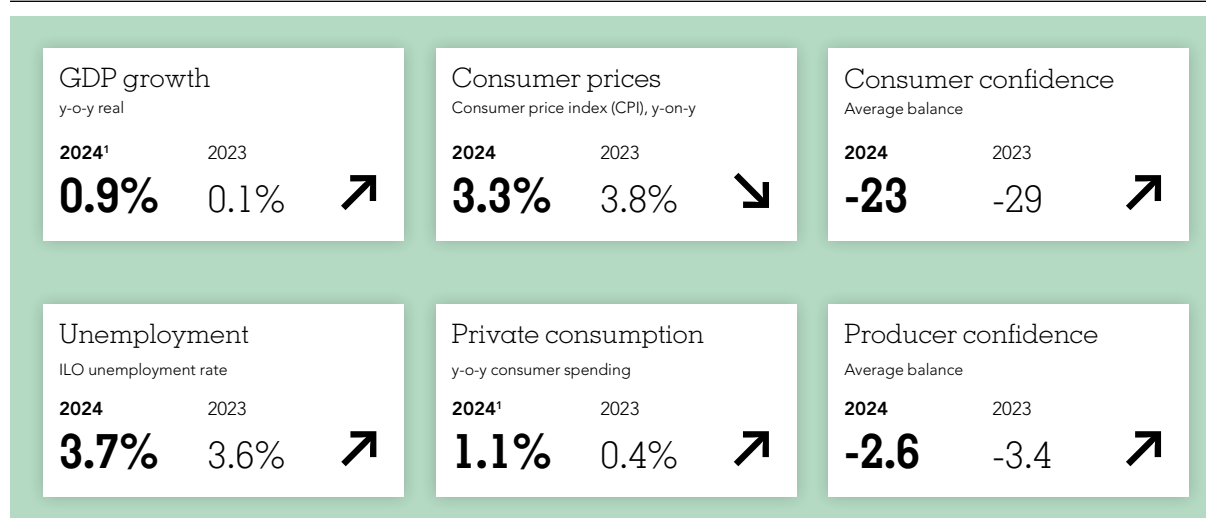 GDP growth
y-o-y real
2024¹ 2023
0.9% 0.1%
Consumer prices
Consumer price index (CPI), y-on-y
2024 2023
3.3% 3.8%
Consumer confidence
Average balance
2024 2023
-23 -29
Unemployment
ILO unemployment rate
2024 2023
3.7% 3.6%
Private consumption
y-o-y consumer spending
2024¹ 2023
1.1% 0.4%
Producer confidence
Average balance
2024 2023
-2.6 -3.4